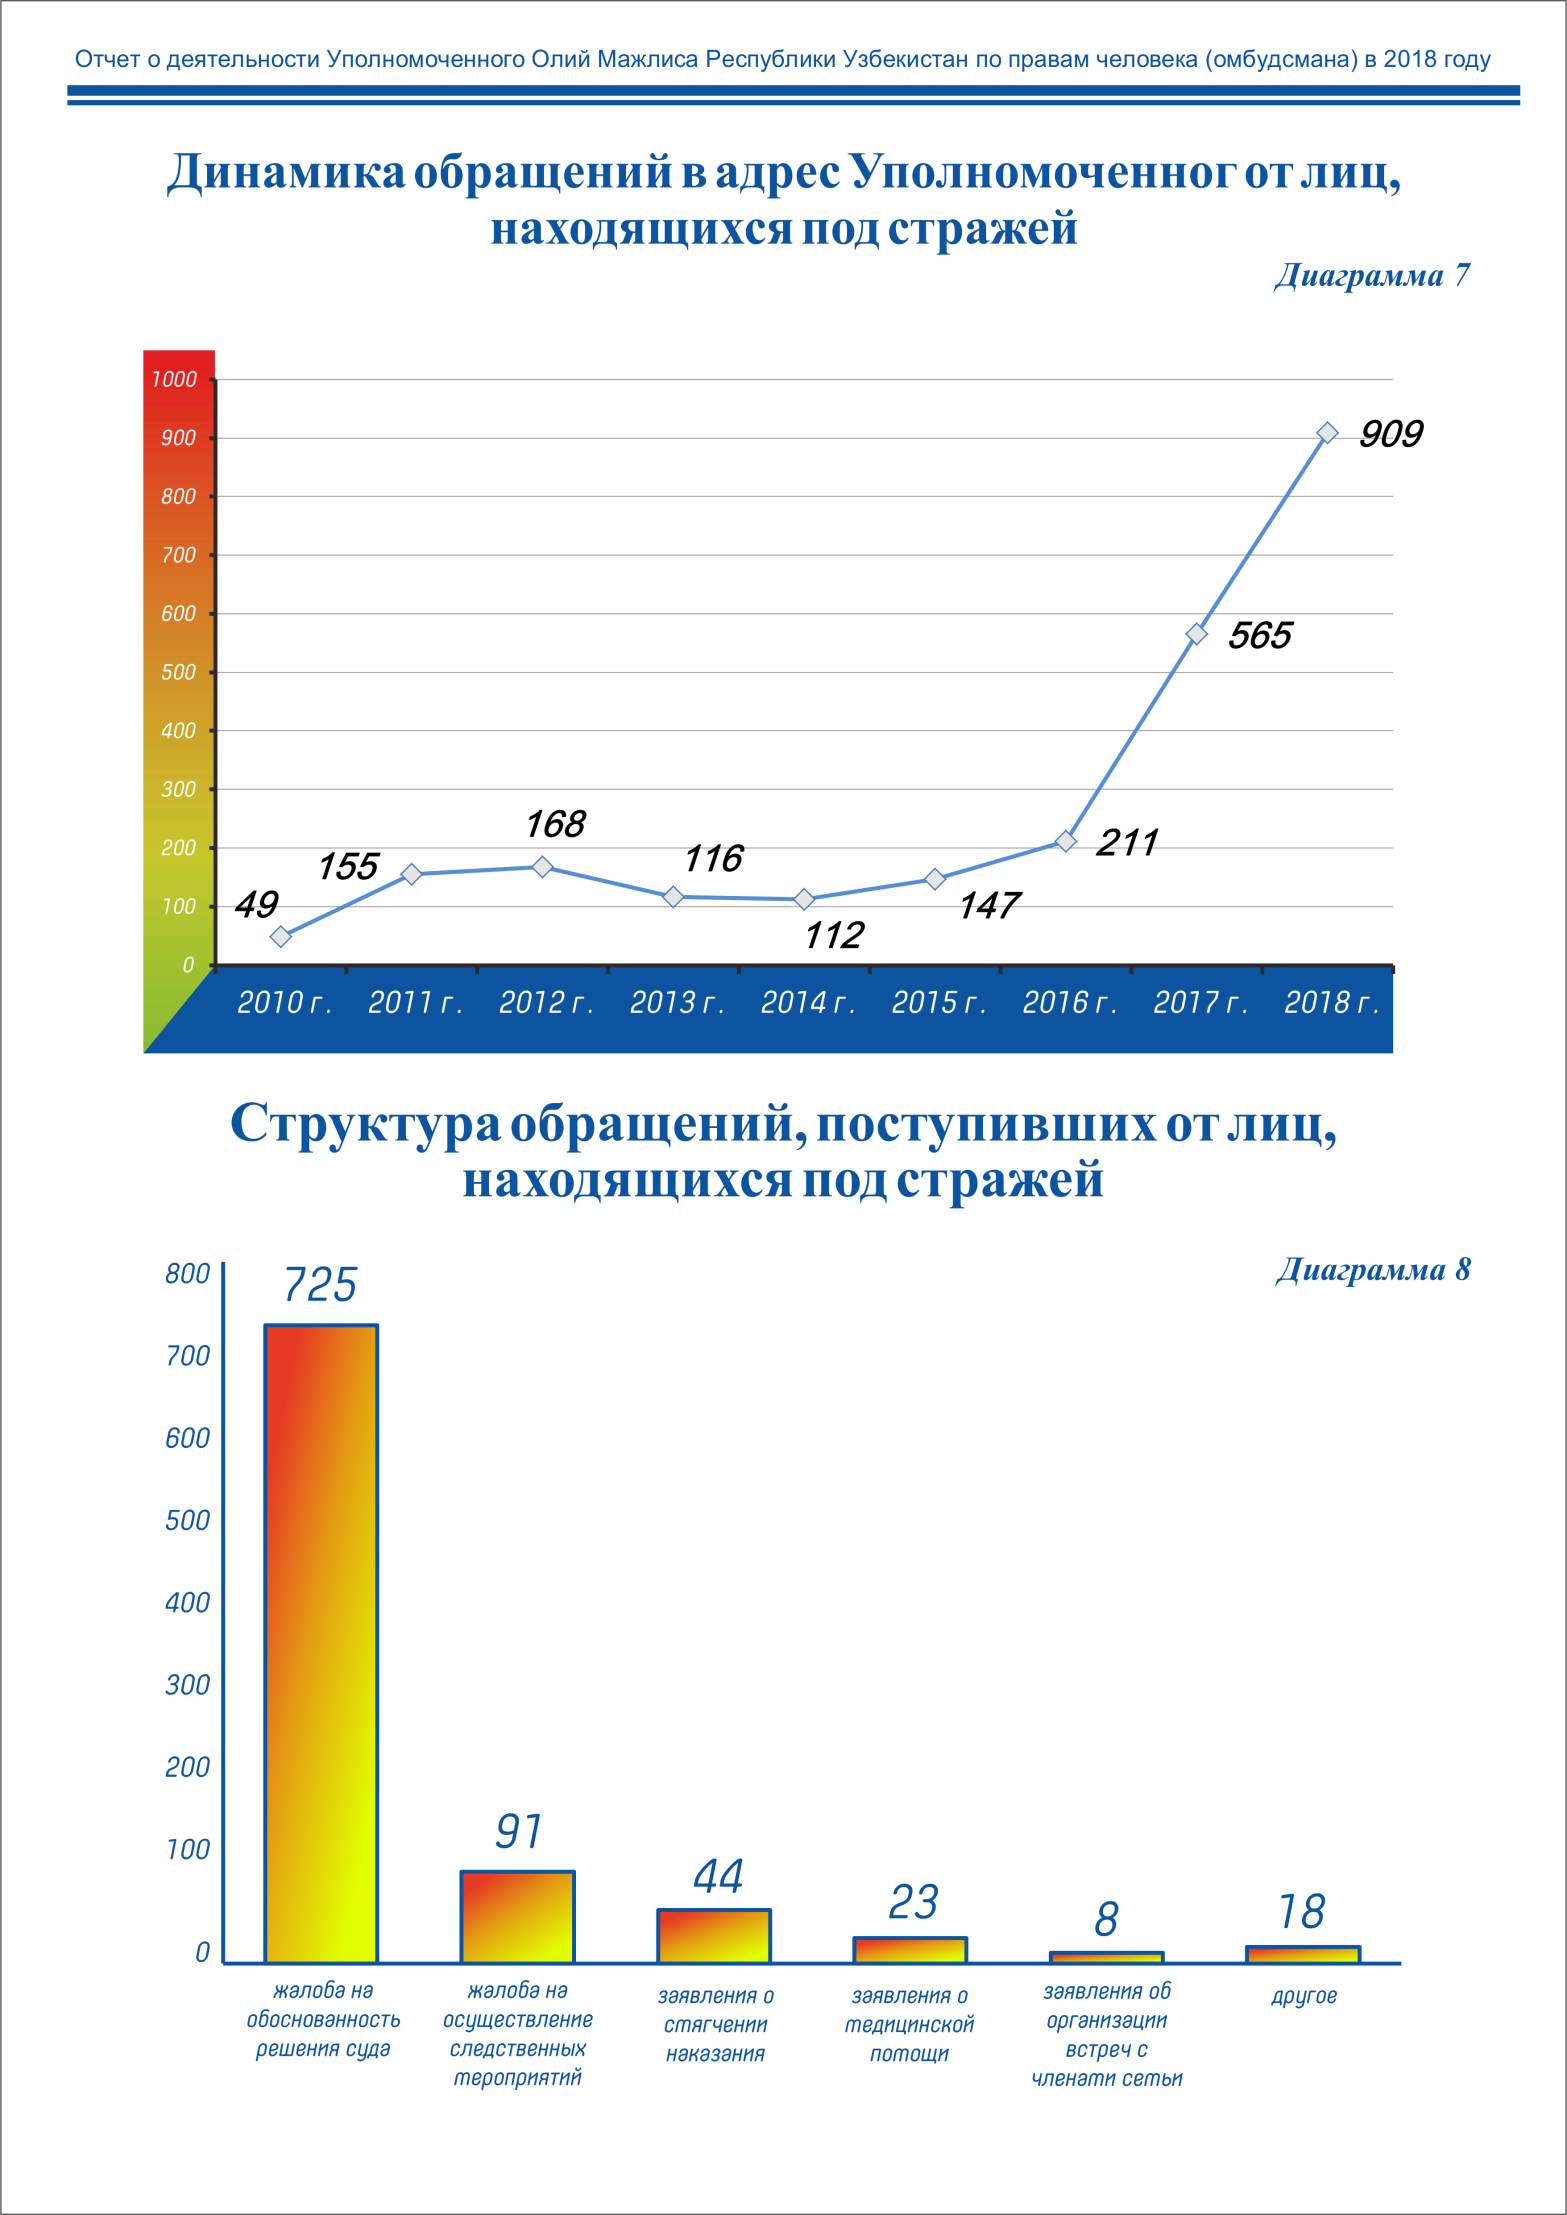 Отчет о деятельности Уполномоченного Олий Мажлиса Республики Узбекистан по правам человека (омбудсмана) в 2018 году
Динамика обращений в адрес Уполномоченног от лиц,
находящихся под стражей
Диаграмма 7
1000
900
800
700
600
500
400
300
200
100
0
49
155
168
116
112
147
211
565
909
2010 г.
2011 г.
2012 г.
2013 г.
2014 г.
2015 г.
2016 г.
2017 г.
2018 г.
Структура обращений, поступивших от лиц,
находящихся под стражей
Диаграмма 8
800
700
600
500
400
300
200
100
0
725
91
44
23
8
18
жалоба на
обоснованность
решения суда
жалоба на
осуществление
следственных
мероприятий
заявления о
смягчении
наказания
заявления о
медицинской
помощи
заявления об
организации
встреч с
членами семьи
другое